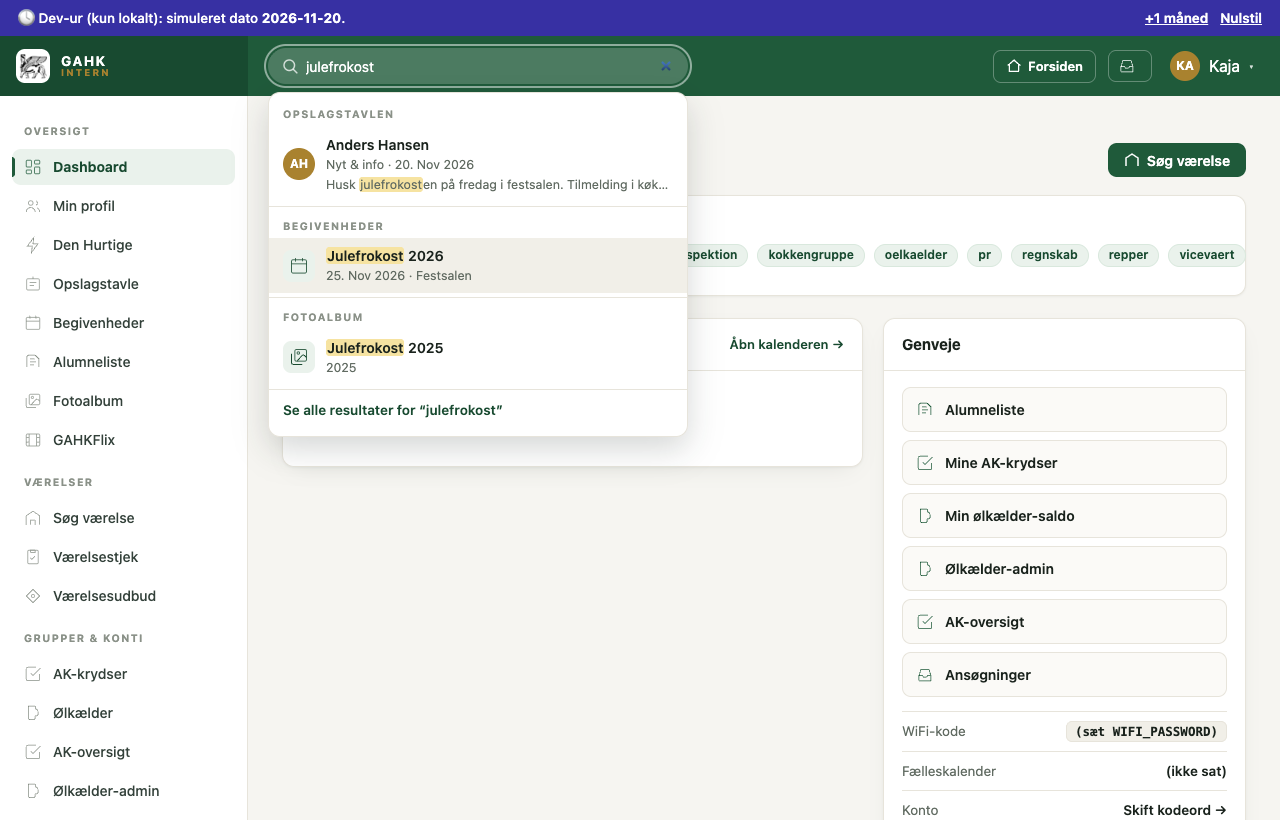 Dev-ur (kun lokalt): simuleret dato 2026-11-20.
+1 måned Nulstil
GAHK
INTERN
julefrokost
Forsiden
KA Kaja
OVERSIGT
Dashboard
Min profil
Den Hurtige
Opslagstavle
Begivenheder
Alumneliste
Fotoalbum
GAHKFlix
VÆRELSER
Søg værelse
Værelsestjek
Værelsesudbud
GRUPPER & KONTI
AK-krydser
Ølkælder
AK-oversigt
Ølkælder-admin
OPSLAGSTAVLEN
AH
Anders Hansen
Nyt & info · 20. Nov 2026
Husk julefrokosten på fredag i festsalen. Tilmelding i køk...
BEGIVENHEDER
Julefrokost 2026
25. Nov 2026 · Festsalen
FOTOALBUM
Julefrokost 2025
2025
Se alle resultater for “julefrokost”
Søg værelse
spektion kokkengruppe oelkaelder pr regnskab repper vicevaert
Åbn kalenderen →
Genveje
Alumneliste
Mine AK-krydser
Min ølkælder-saldo
Ølkælder-admin
AK-oversigt
Ansøgninger
WiFi-kode (sæt WIFI_PASSWORD)
Fælleskalender (ikke sat)
Konto Skift kodeord →